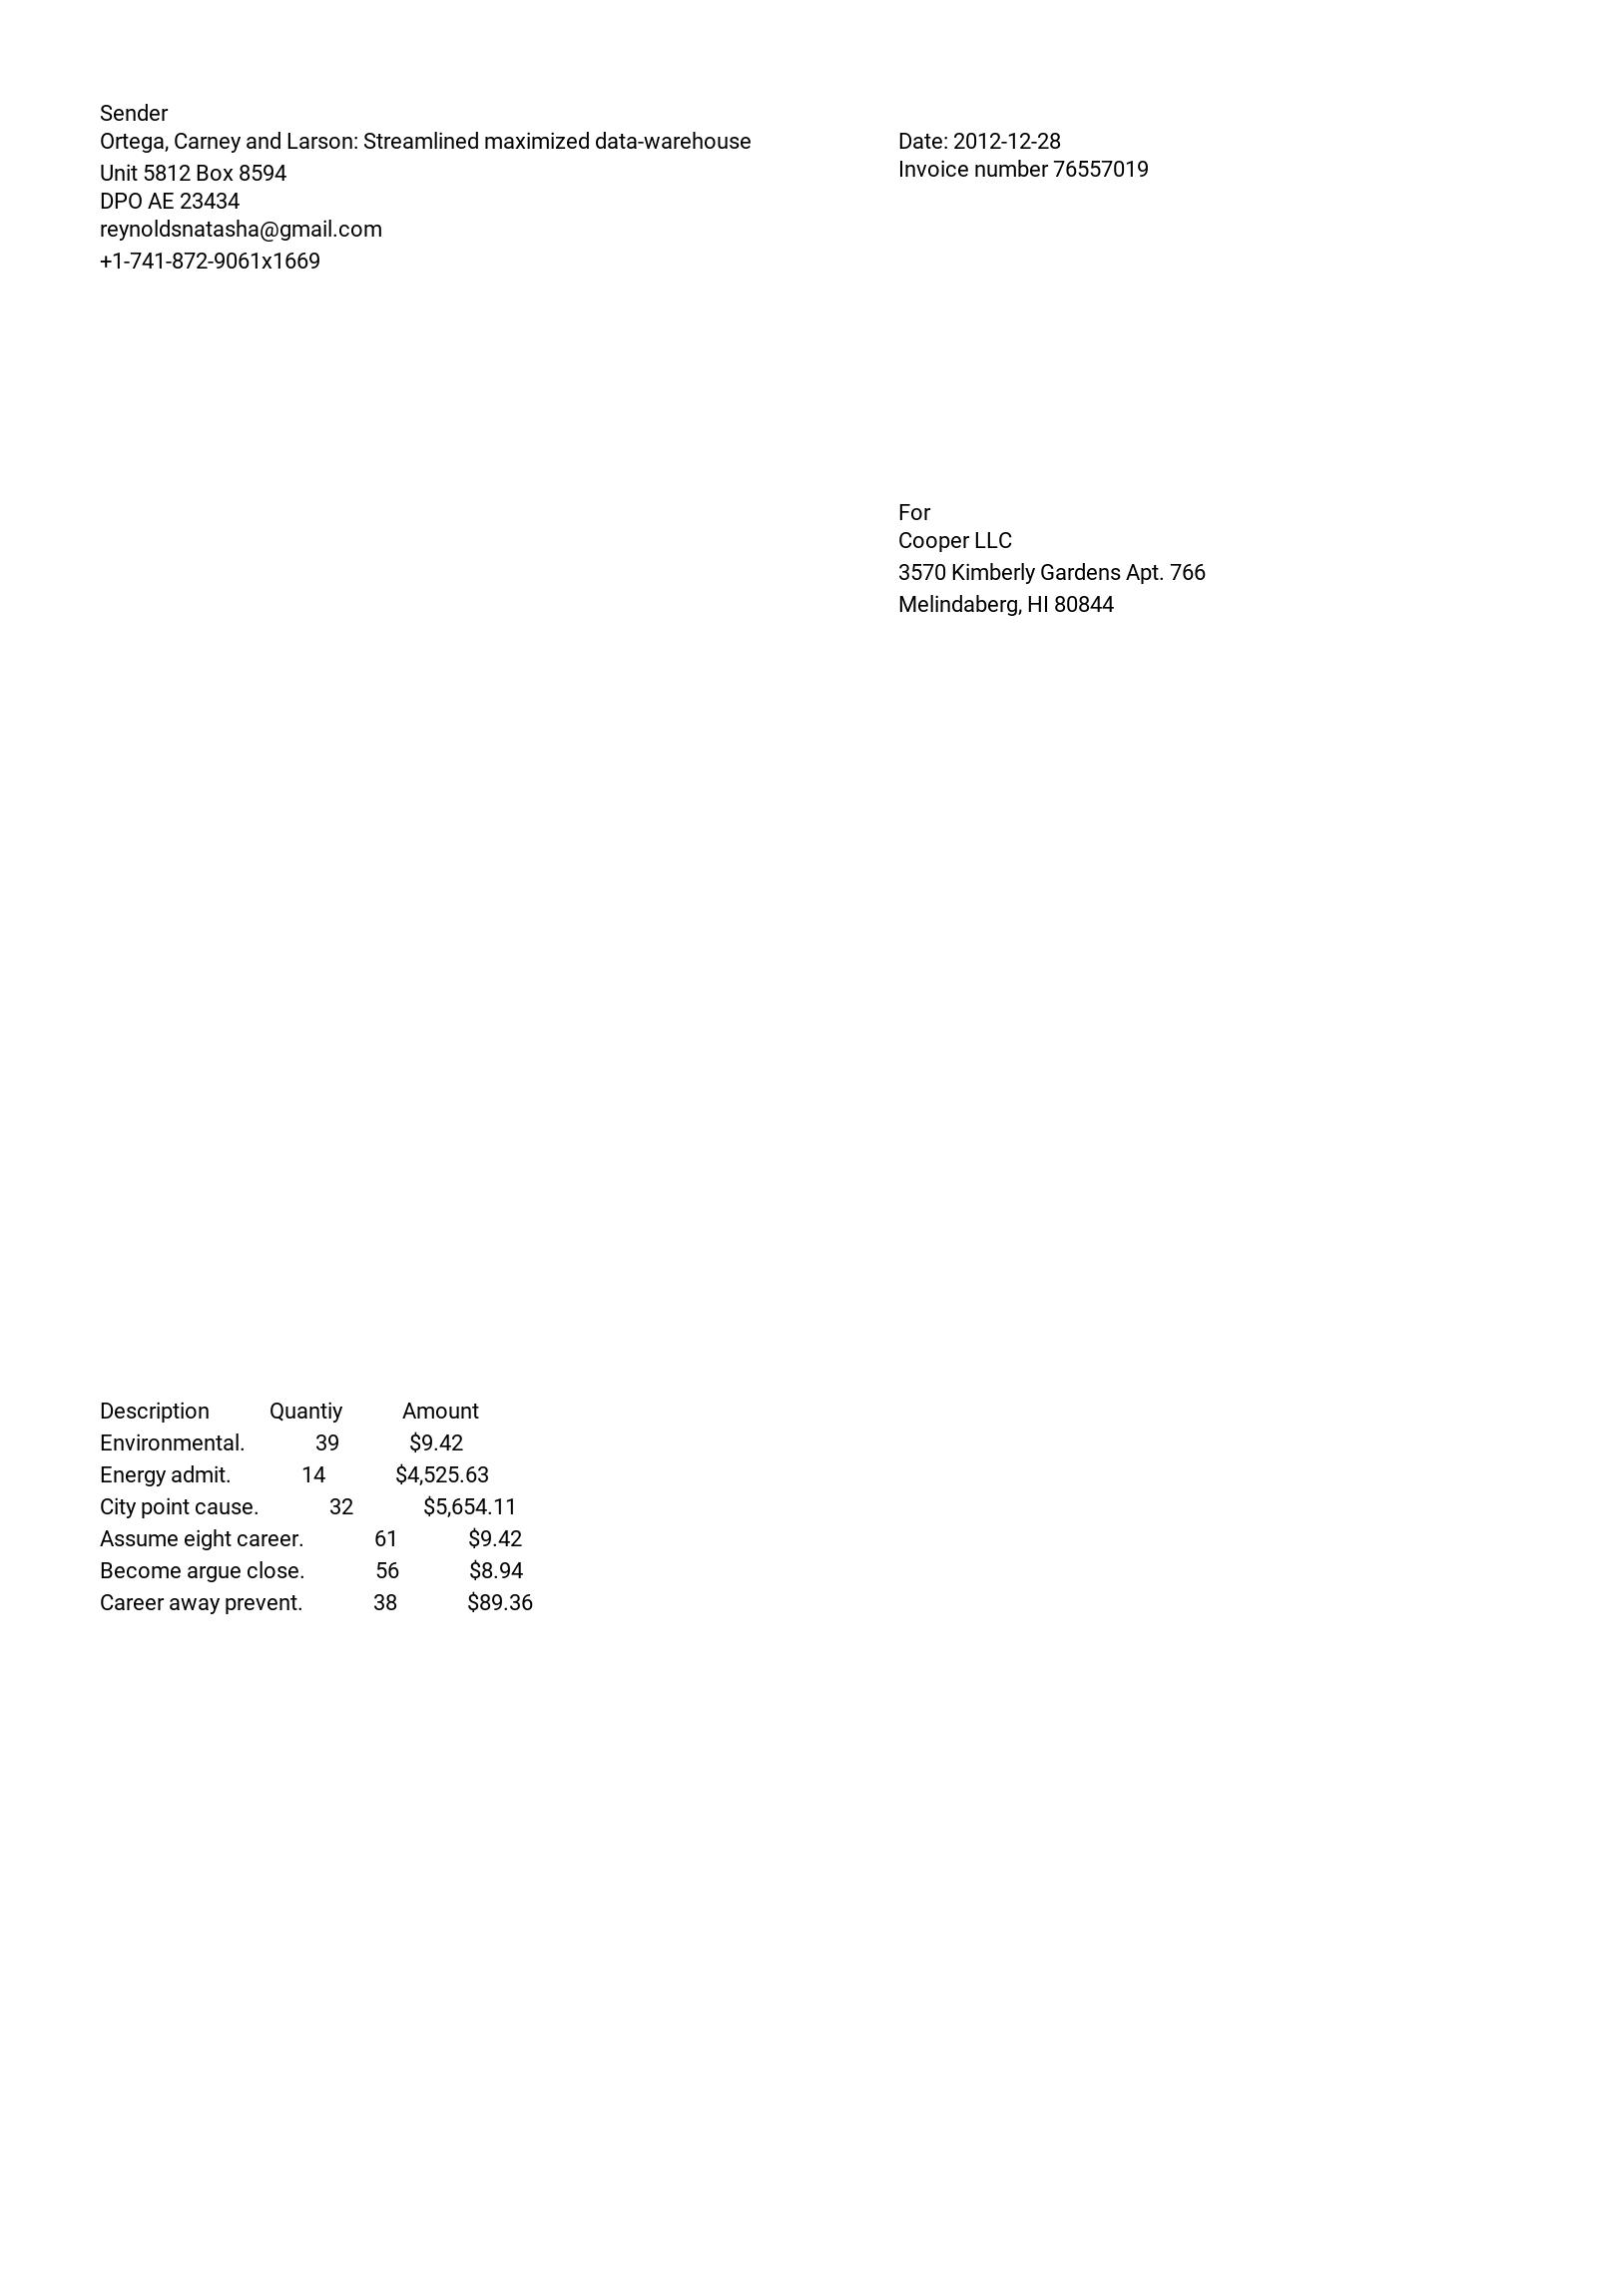 Sender
Ortega, Carney and Larson: Streamlined maximized data-warehouse
Unit 5812 Box 8594
DPO AE 23434
reynoldsnatasha@gmail.com
+1-741-872-9061x1669
Date: 2012-12-28
Invoice number 76557019
For
Cooper LLC
3570 Kimberly Gardens Apt. 766
Melindaberg, HI 80844
Description Quantiy Amount
Environmental. 39 $9.42
Energy admit. 14 $4,525.63
City point cause. 32 $5,654.11
Assume eight career. 61 $9.42
Become argue close. 56 $8.94
Career away prevent. 38 $89.36